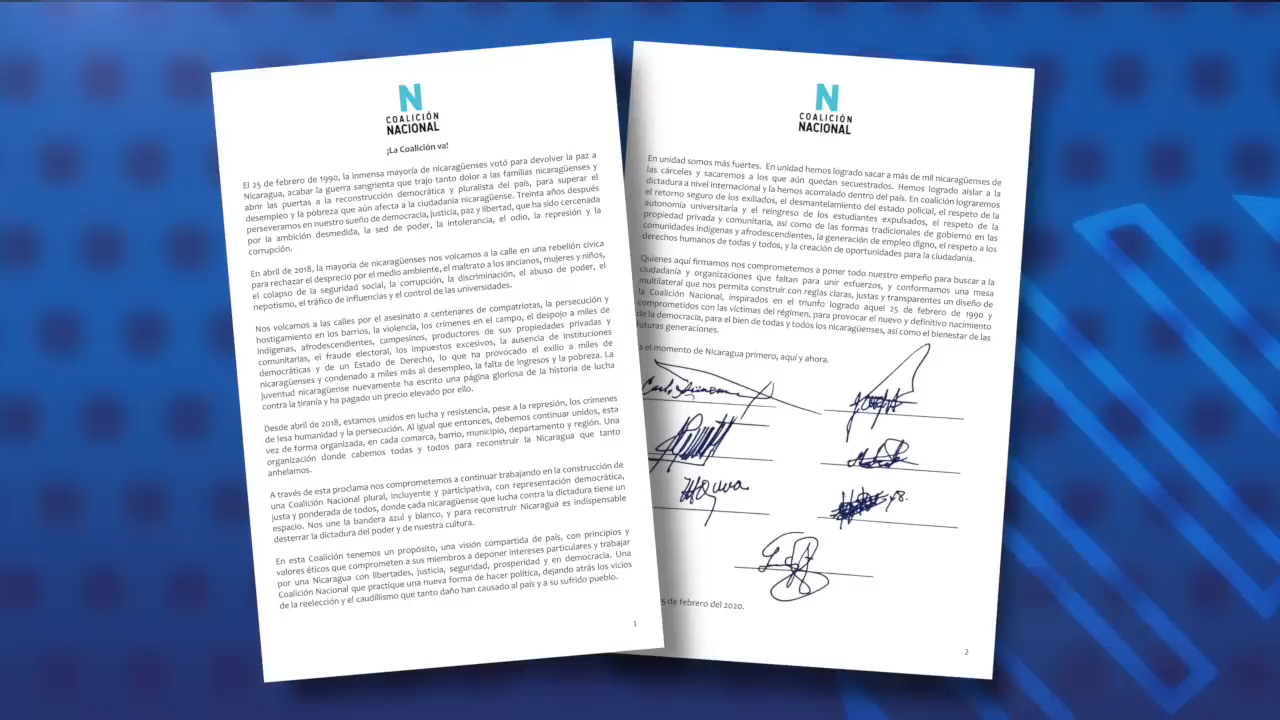 N
COALICIÓN
NACIONAL
¡La Coalición va!
El 25 de febrero de 1990, la inmensa mayoría de nicaragüenses votó para devolver la paz a
Nicaragua, acabar la guerra sangrienta que trajo tanto dolor a las familias nicaragüenses y
abrir las puertas a la reconstrucción democrática y pluralista del país, para superar el
desempleo y la pobreza que aún afecta a la ciudadanía nicaragüense. Treinta años después
perseveramos en nuestro sueño de democracia, justicia, paz y libertad, que ha sido cercenada
por la ambición desmedida, la sed de poder, la intolerancia, el odio, la represión y la
corrupción.
En abril de 2018, la mayoría de nicaragüenses nos volcamos a la calle en una rebelión cívica
para rechazar el desprecio por el medio ambiente, el maltrato a los ancianos, mujeres y niños,
el colapso de la seguridad social, la corrupción, la discriminación, el abuso de poder, el
nepotismo, el tráfico de influencias y el control de las universidades.
Nos volcamos a las calles por el asesinato a centenares de compatriotas, la persecución y
hostigamiento en los barrios, la violencia, los crímenes en el campo, el despojo a miles de
indígenas, afrodescendientes, campesinos, productores de sus propiedades privadas y
comunitarias, el fraude electoral, los impuestos excesivos, la ausencia de instituciones
democráticas y de un Estado de Derecho, lo que ha provocado el exilio a miles de
nicaragüenses y condenado a miles más al desempleo, la falta de ingresos y la pobreza. La
juventud nicaragüense nuevamente ha escrito una página gloriosa de la historia de lucha
contra la tiranía y ha pagado un precio elevado por ello.
Desde abril de 2018, estamos unidos en lucha y resistencia, pese a la represión, los crímenes
de lesa humanidad y la persecución. Al igual que entonces, debemos continuar unidos, esta
vez de forma organizada, en cada comarca, barrio, municipio, departamento y región. Una
organización donde cabemos todas y todos para reconstruir la Nicaragua que tanto
anhelamos.
A través de esta proclama nos comprometemos a continuar trabajando en la construcción de
una Coalición Nacional plural, incluyente y participativa, con representación democrática,
justa y ponderada de todos, donde cada nicaragüense que lucha contra la dictadura tiene un
espacio. Nos une la bandera azul y blanco, y para reconstruir Nicaragua es indispensable
desterrar la dictadura del poder y de nuestra cultura.
En esta Coalición tenemos un propósito, una visión compartida de país, con principios y
valores éticos que comprometen a sus miembros a deponer intereses particulares y trabajar
por una Nicaragua con libertades, justicia, seguridad, prosperidad y en democracia. Una
Coalición Nacional que practique una nueva forma de hacer política, dejando atrás los vicios
de la reelección y el caudillismo que tanto daño han causado al país y a su sufrido pueblo.
1
N
COALICIÓN
NACIONAL
En unidad somos más fuertes. En unidad hemos logrado sacar a más de mil nicaragüenses de
las cárceles y sacaremos a los que aún quedan secuestrados. Hemos logrado aislar a la
dictadura a nivel internacional y la hemos acorralado dentro del país. En coalición lograremos
el retorno seguro de los exiliados, el desmantelamiento del estado policial, el respeto de la
autonomía universitaria y el reingreso de los estudiantes expulsados, el respeto de la
propiedad privada y comunitaria, así como de las formas tradicionales de gobierno en las
comunidades indígenas y afrodescendientes, la generación de empleo digno, el respeto a los
derechos humanos de todas y todos, y la creación de oportunidades para la ciudadanía.
Quienes aquí firmamos nos comprometemos a poner todo nuestro empeño para buscar a la
ciudadanía y organizaciones que faltan para unir esfuerzos, y conformamos una mesa
multilateral que nos permita construir con reglas claras, justas y transparentes un diseño de
la Coalición Nacional, inspirados en el triunfo logrado aquel 25 de febrero de 1990 y
comprometidos con las víctimas del régimen, para provocar el nuevo y definitivo nacimiento
de la democracia, para el bien de todas y todos los nicaragüenses, así como el bienestar de las
futuras generaciones.
s el momento de Nicaragua primero, aquí y ahora.
5 de febrero del 2020.
2